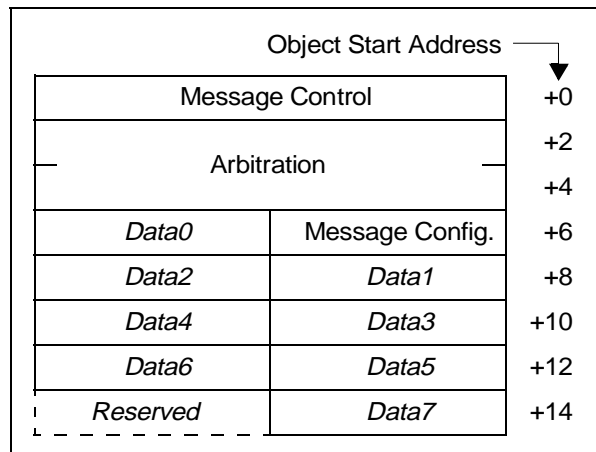 Object Start Address
Message Control +0
+2
Arbitration
+4
Data0 Message Config. +6
Data2 Data1 +8
Data4 Data3 +10
Data6 Data5 +12
Reserved Data7 +14